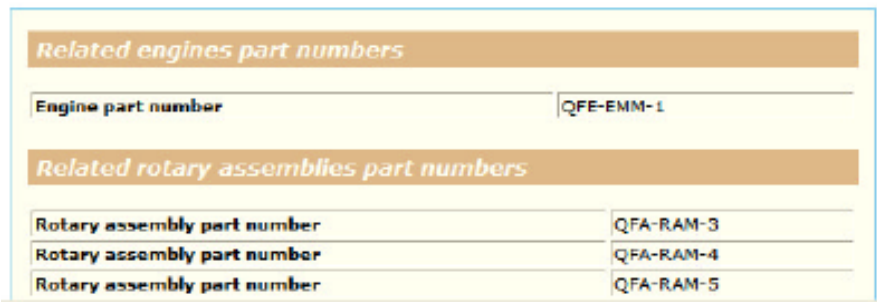 Related engines part numbers
Engine part number QFE-EMM-1
Related rotary assemblies part numbers
Rotary assembly part number QFA-RAM-3
Rotary assembly part number QFA-RAM-4
Rotary assembly part number QFA-RAM-5